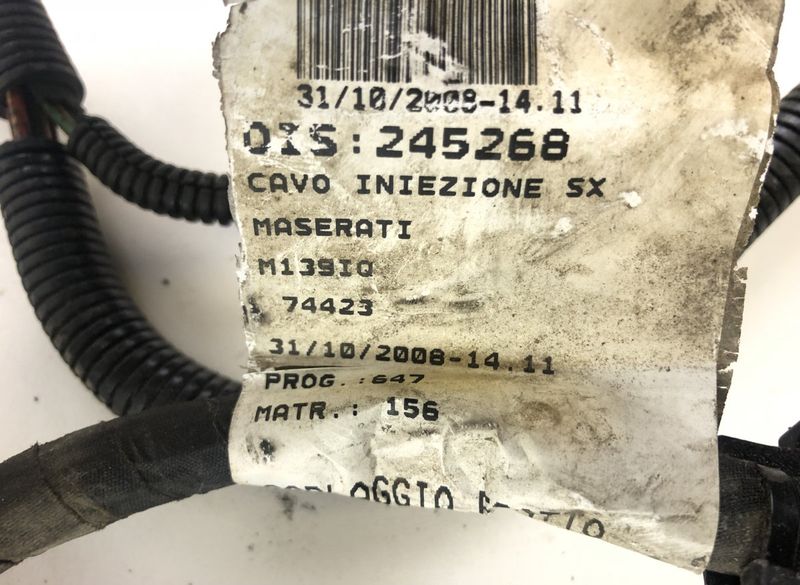 31/10/2008-14.11
DIS:245268
CAVO INIEZIONE SX
MASERATI
M139IQ
74423
31/10/2008-14.11
PROG.:647
MATR.: 156